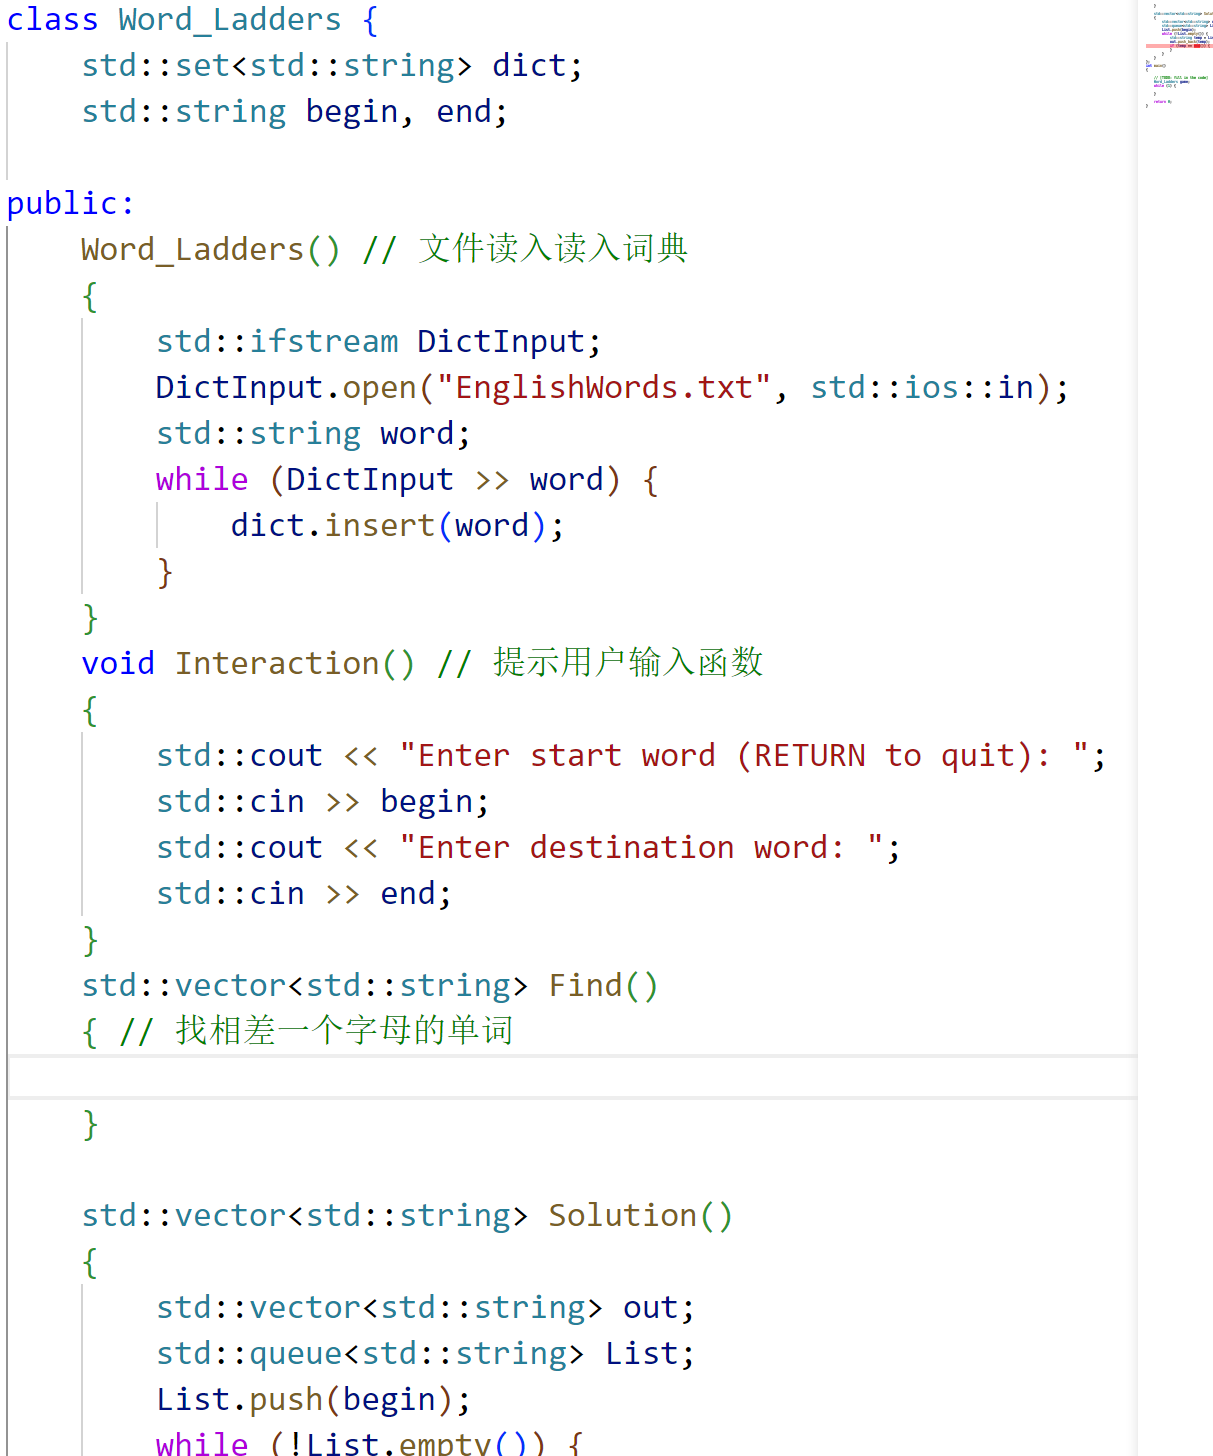 class Word_Ladders {
    std::set<std::string> dict;
    std::string begin, end;

public:
    Word_Ladders() // 文件读入读入词典
    {
        std::ifstream DictInput;
        DictInput.open("EnglishWords.txt", std::ios::in);
        std::string word;
        while (DictInput >> word) {
            dict.insert(word);
        }
    }
    void Interaction() // 提示用户输入函数
    {
        std::cout << "Enter start word (RETURN to quit): ";
        std::cin >> begin;
        std::cout << "Enter destination word: ";
        std::cin >> end;
    }
    std::vector<std::string> Find()
    { // 找相差一个字母的单词

    }

    std::vector<std::string> Solution()
    {
        std::vector<std::string> out;
        std::queue<std::string> List;
        List.push(begin);
        while (!List.empty()) {